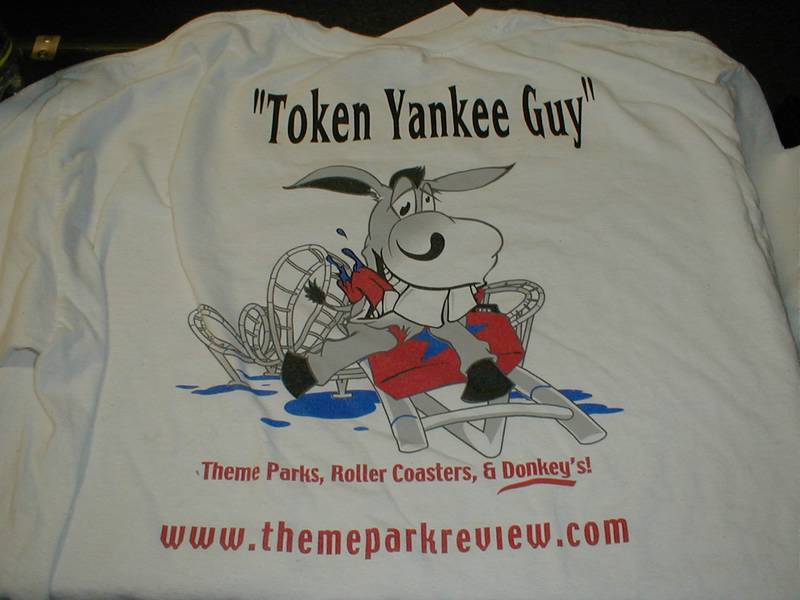 "Token Yankee Guy"
Theme Parks, Roller Coasters, & Donkey's!
www.themeparkreview.com